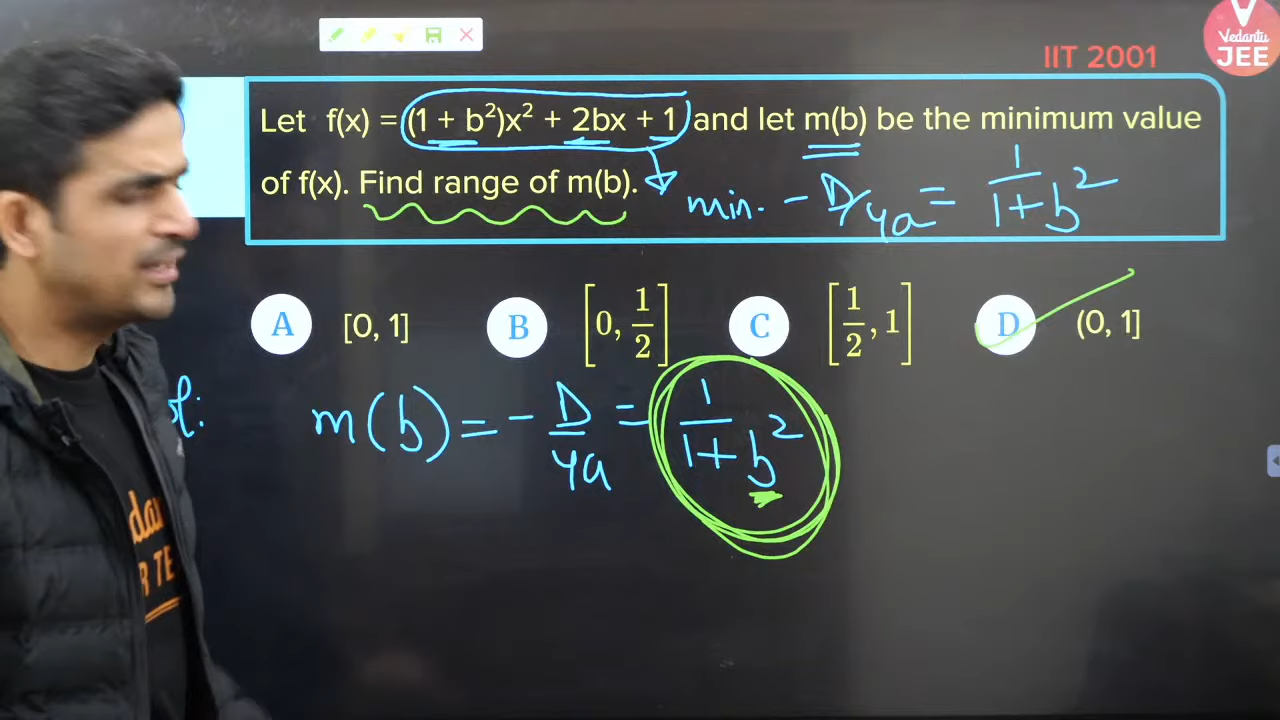 Vedantu
JEE
IIT 2001
Let f(x) = (1 + b²)x² + 2bx + 1 and let m(b) be the minimum value
of f(x). Find range of m(b).
min. - D/4a = 1/1+b²
A [0, 1] B [0, 1/2] C [1/2, 1] D (0, 1]
m(b) = - D/4a = 1/1+b²